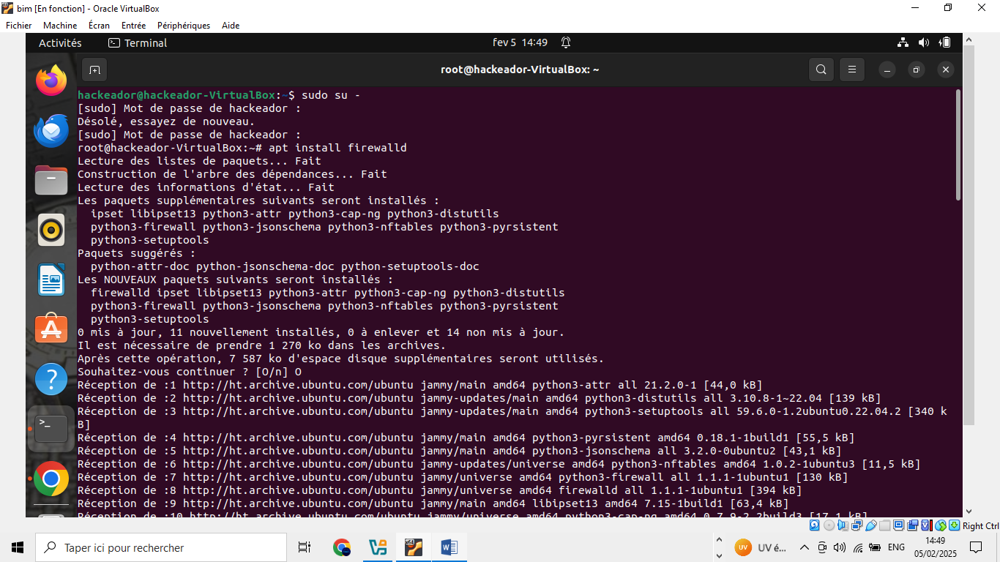 bim [En fonction] - Oracle VirtualBox
Fichier Machine Écran Entrée Périphériques Aide
Activités Terminal fev 5 14:49
root@hackeador-VirtualBox: ~
hackeador@hackeador-VirtualBox:~$ sudo su -
[sudo] Mot de passe de hackeador :
Désolé, essayez de nouveau.
[sudo] Mot de passe de hackeador :
root@hackeador-VirtualBox:~# apt install firewalld
Lecture des listes de paquets... Fait
Construction de l'arbre des dépendances... Fait
Lecture des informations d'état... Fait
Les paquets supplémentaires suivants seront installés :
ipset libipset13 python3-attr python3-cap-ng python3-distutils
python3-firewall python3-jsonschema python3-nftables python3-pyrsistent
python3-setuptools
Paquets suggérés :
python-attr-doc python-jsonschema-doc python-setuptools-doc
Les NOUVEAUX paquets suivants seront installés :
firewalld ipset libipset13 python3-attr python3-cap-ng python3-distutils
python3-firewall python3-jsonschema python3-nftables python3-pyrsistent
python3-setuptools
0 mis à jour, 11 nouvellement installés, 0 à enlever et 14 non mis à jour.
Il est nécessaire de prendre 1 270 ko dans les archives.
Après cette opération, 7 587 ko d'espace disque supplémentaires seront utilisés.
Souhaitez-vous continuer ? [O/n] O
Réception de :1 http://ht.archive.ubuntu.com/ubuntu jammy/main amd64 python3-attr all 21.2.0-1 [44,0 kB]
Réception de :2 http://ht.archive.ubuntu.com/ubuntu jammy-updates/main amd64 python3-distutils all 3.10.8-1~22.04 [139 kB]
Réception de :3 http://ht.archive.ubuntu.com/ubuntu jammy-updates/main amd64 python3-setuptools all 59.6.0-1.2ubuntu0.22.04.2 [340 k
B]
Réception de :4 http://ht.archive.ubuntu.com/ubuntu jammy/main amd64 python3-pyrsistent amd64 0.18.1-1build1 [55,5 kB]
Réception de :5 http://ht.archive.ubuntu.com/ubuntu jammy/main amd64 python3-jsonschema all 3.2.0-0ubuntu2 [43,1 kB]
Réception de :6 http://ht.archive.ubuntu.com/ubuntu jammy-updates/universe amd64 python3-nftables amd64 1.0.2-1ubuntu3 [11,5 kB]
Réception de :7 http://ht.archive.ubuntu.com/ubuntu jammy/universe amd64 python3-firewall all 1.1.1-1ubuntu1 [130 kB]
Réception de :8 http://ht.archive.ubuntu.com/ubuntu jammy/universe amd64 firewalld all 1.1.1-1ubuntu1 [394 kB]
Réception de :9 http://ht.archive.ubuntu.com/ubuntu jammy/main amd64 libipset13 amd64 7.15-1build1 [63,4 kB]
Réception de :10 http://ht.archive.ubuntu.com/ubuntu jammy/universe amd64 python3-cap-ng amd64 0.7.9-2.2build3 [17,1 kB]
Right Ctrl
Taper ici pour rechercher
UV é... ENG 14:49
05/02/2025